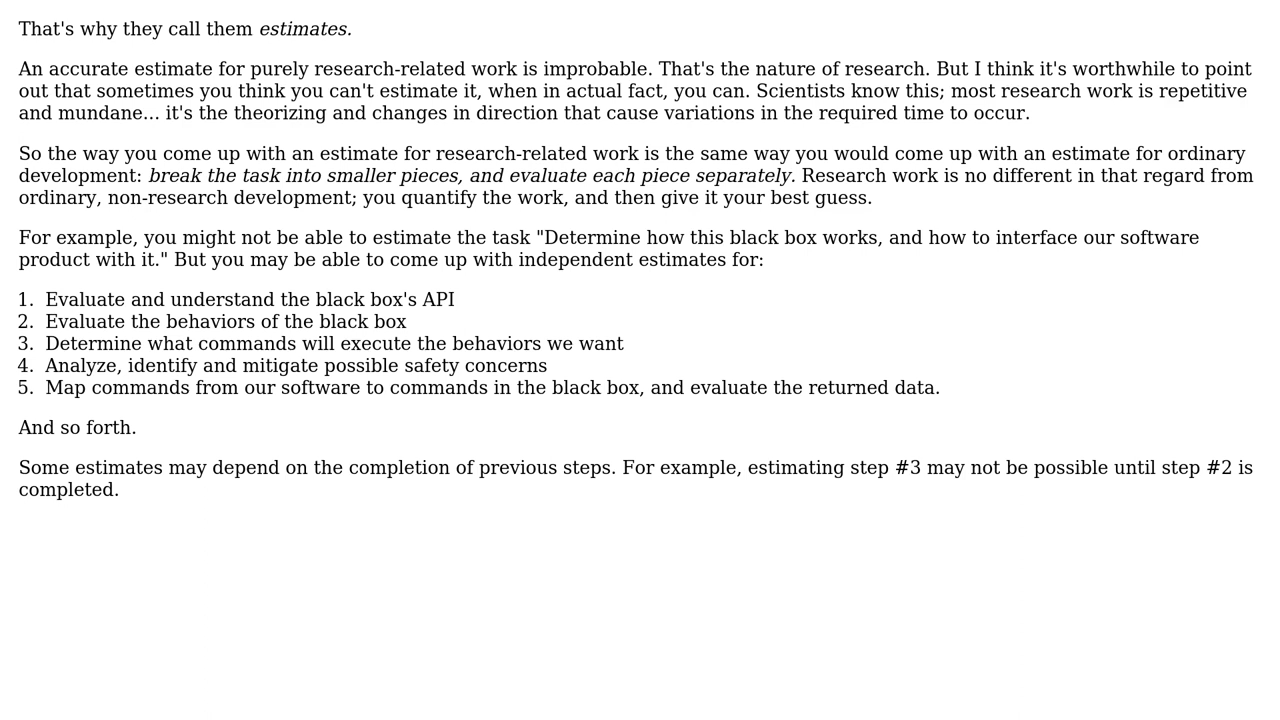 That's why they call them estimates.
An accurate estimate for purely research-related work is improbable. That's the nature of research. But I think it's worthwhile to point
out that sometimes you think you can't estimate it, when in actual fact, you can. Scientists know this; most research work is repetitive
and mundane... it's the theorizing and changes in direction that cause variations in the required time to occur.
So the way you come up with an estimate for research-related work is the same way you would come up with an estimate for ordinary
development: break the task into smaller pieces, and evaluate each piece separately. Research work is no different in that regard from
ordinary, non-research development; you quantify the work, and then give it your best guess.
For example, you might not be able to estimate the task "Determine how this black box works, and how to interface our software
product with it." But you may be able to come up with independent estimates for:
1. Evaluate and understand the black box's API
2. Evaluate the behaviors of the black box
3. Determine what commands will execute the behaviors we want
4. Analyze, identify and mitigate possible safety concerns
5. Map commands from our software to commands in the black box, and evaluate the returned data.
And so forth.
Some estimates may depend on the completion of previous steps. For example, estimating step #3 may not be possible until step #2 is
completed.